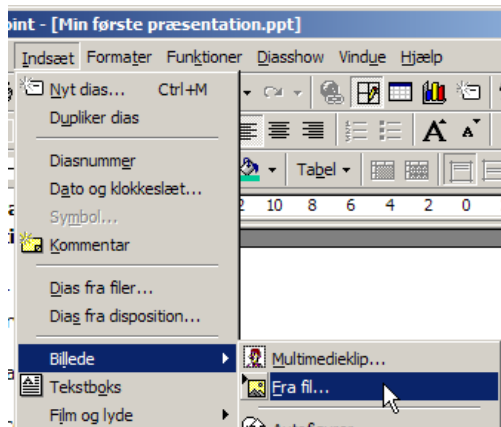 oint - [Min første præsentation.ppt]
Indsæt Formater Funktioner Diasshow Vindue Hjælp
Nyt dias... Ctrl+M
Dupliker dias
Diasnummer
Dato og klokkeslæt...
Symbol...
Kommentar
Dias fra filer...
Dias fra disposition...
Billede
Tekstboks
Film og lyde
A A
Tabel
2 10 8 6 4 2 0
Multimedieklip...
Fra fil...